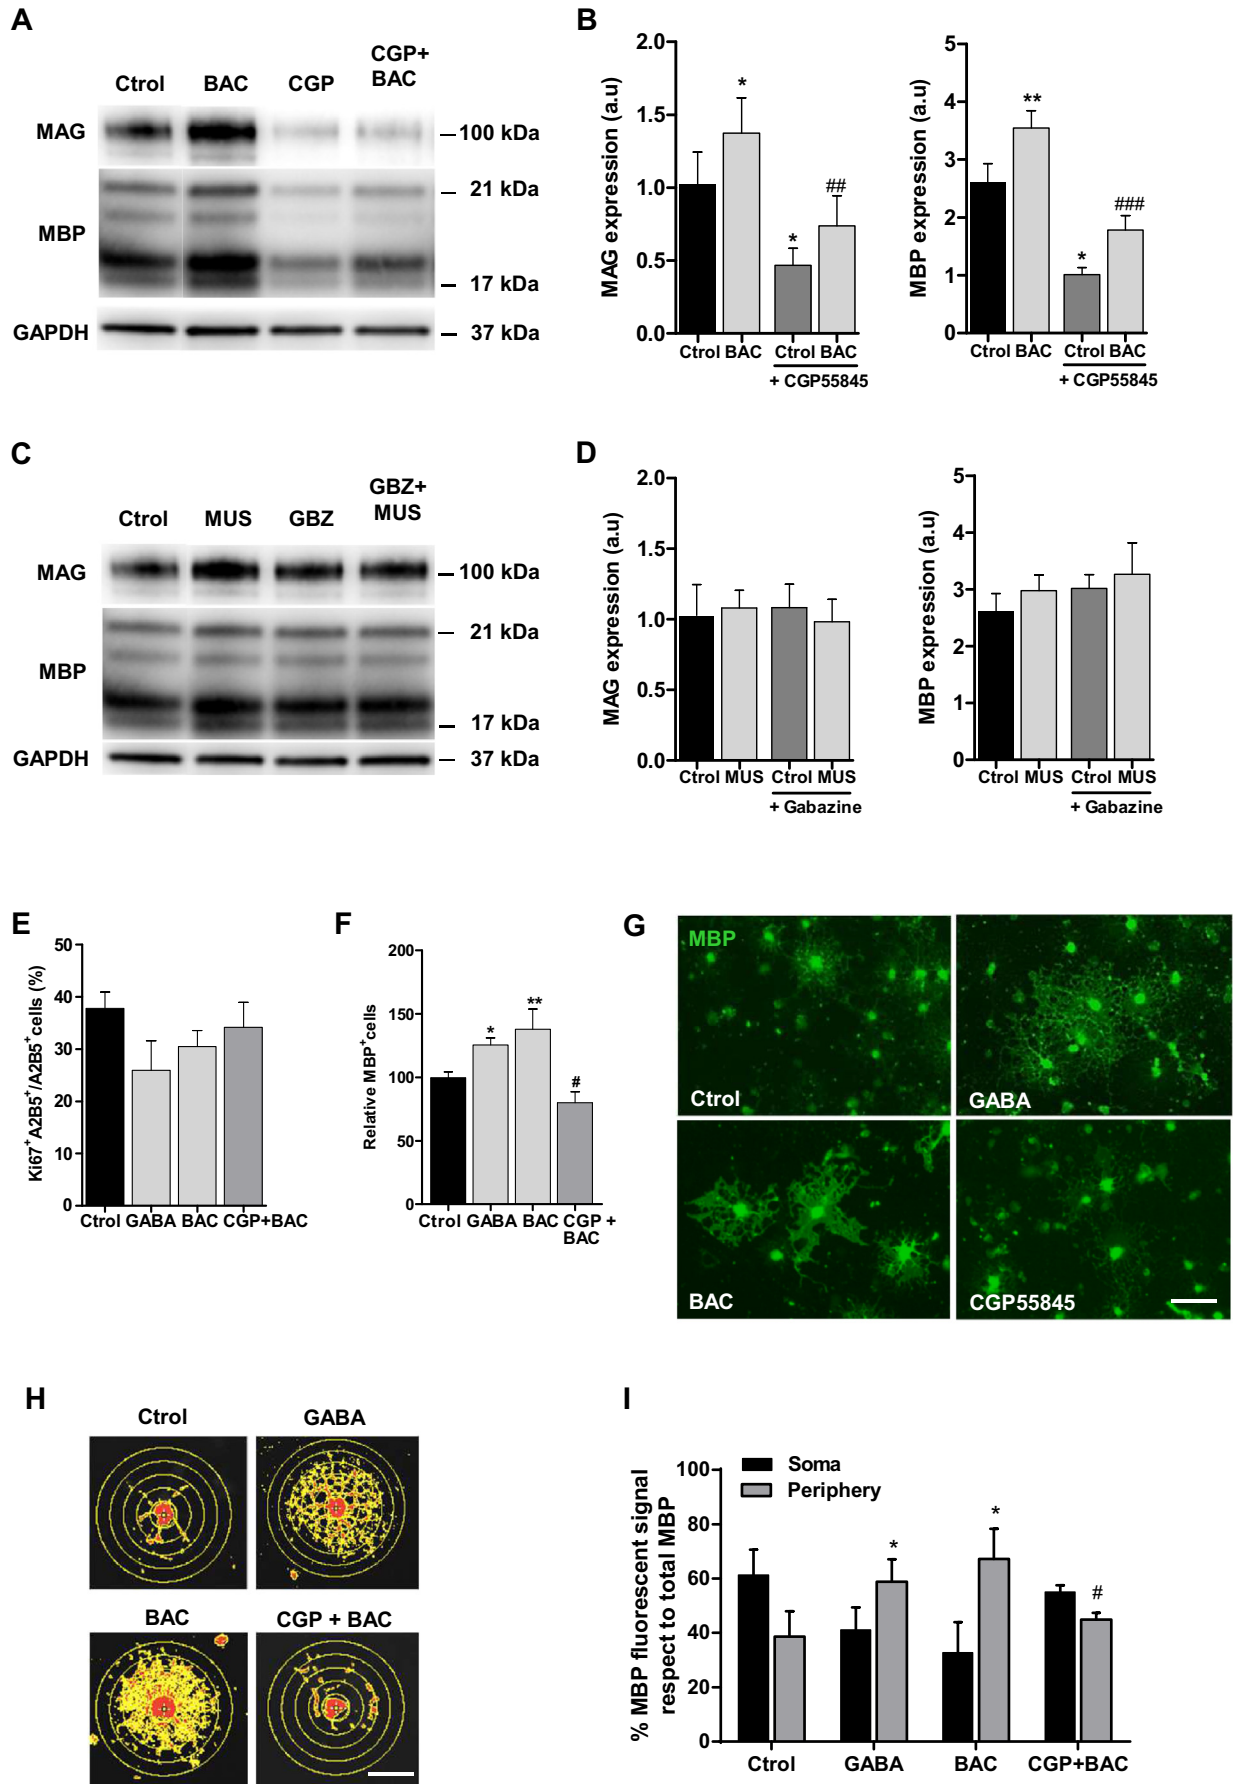 A
Ctrol BAC CGP CGP+
BAC
MAG
100 kDa
21 kDa
MBP
17 kDa
GAPDH
37 kDa
B
MAG expression (a.u)
2.0
1.5
1.0
0.5
0.0
*
*
##
Ctrol BAC Ctrol BAC
+ CGP55845
MBP expression (a.u)
5
4
3
2
1
0
**
*
###
Ctrol BAC Ctrol BAC
+ CGP55845
C
Ctrol MUS GBZ GBZ+
MUS
MAG
100 kDa
21 kDa
MBP
17 kDa
GAPDH
37 kDa
D
MAG expression (a.u)
2.0
1.5
1.0
0.5
0.0
Ctrol MUS Ctrol MUS
+ Gabazine
MBP expression (a.u)
5
4
3
2
1
0
Ctrol MUS Ctrol MUS
+ Gabazine
E
Ki67+A2B5+/A2B5+cells (%)
50
40
30
20
10
0
Ctrol GABA BAC CGP+BAC
F
Relative MBP+cells
200
150
100
50
0
*
**
#
Ctrol GABA BAC CGP +
BAC
G
MBP
Ctrol
GABA
BAC
CGP55845
H
Ctrol GABA
BAC CGP + BAC
I
% MBP fluorescent signal
respect to total MBP
100
80
60
40
20
0
Soma
Periphery
*
*
#
Ctrol GABA BAC CGP+BAC